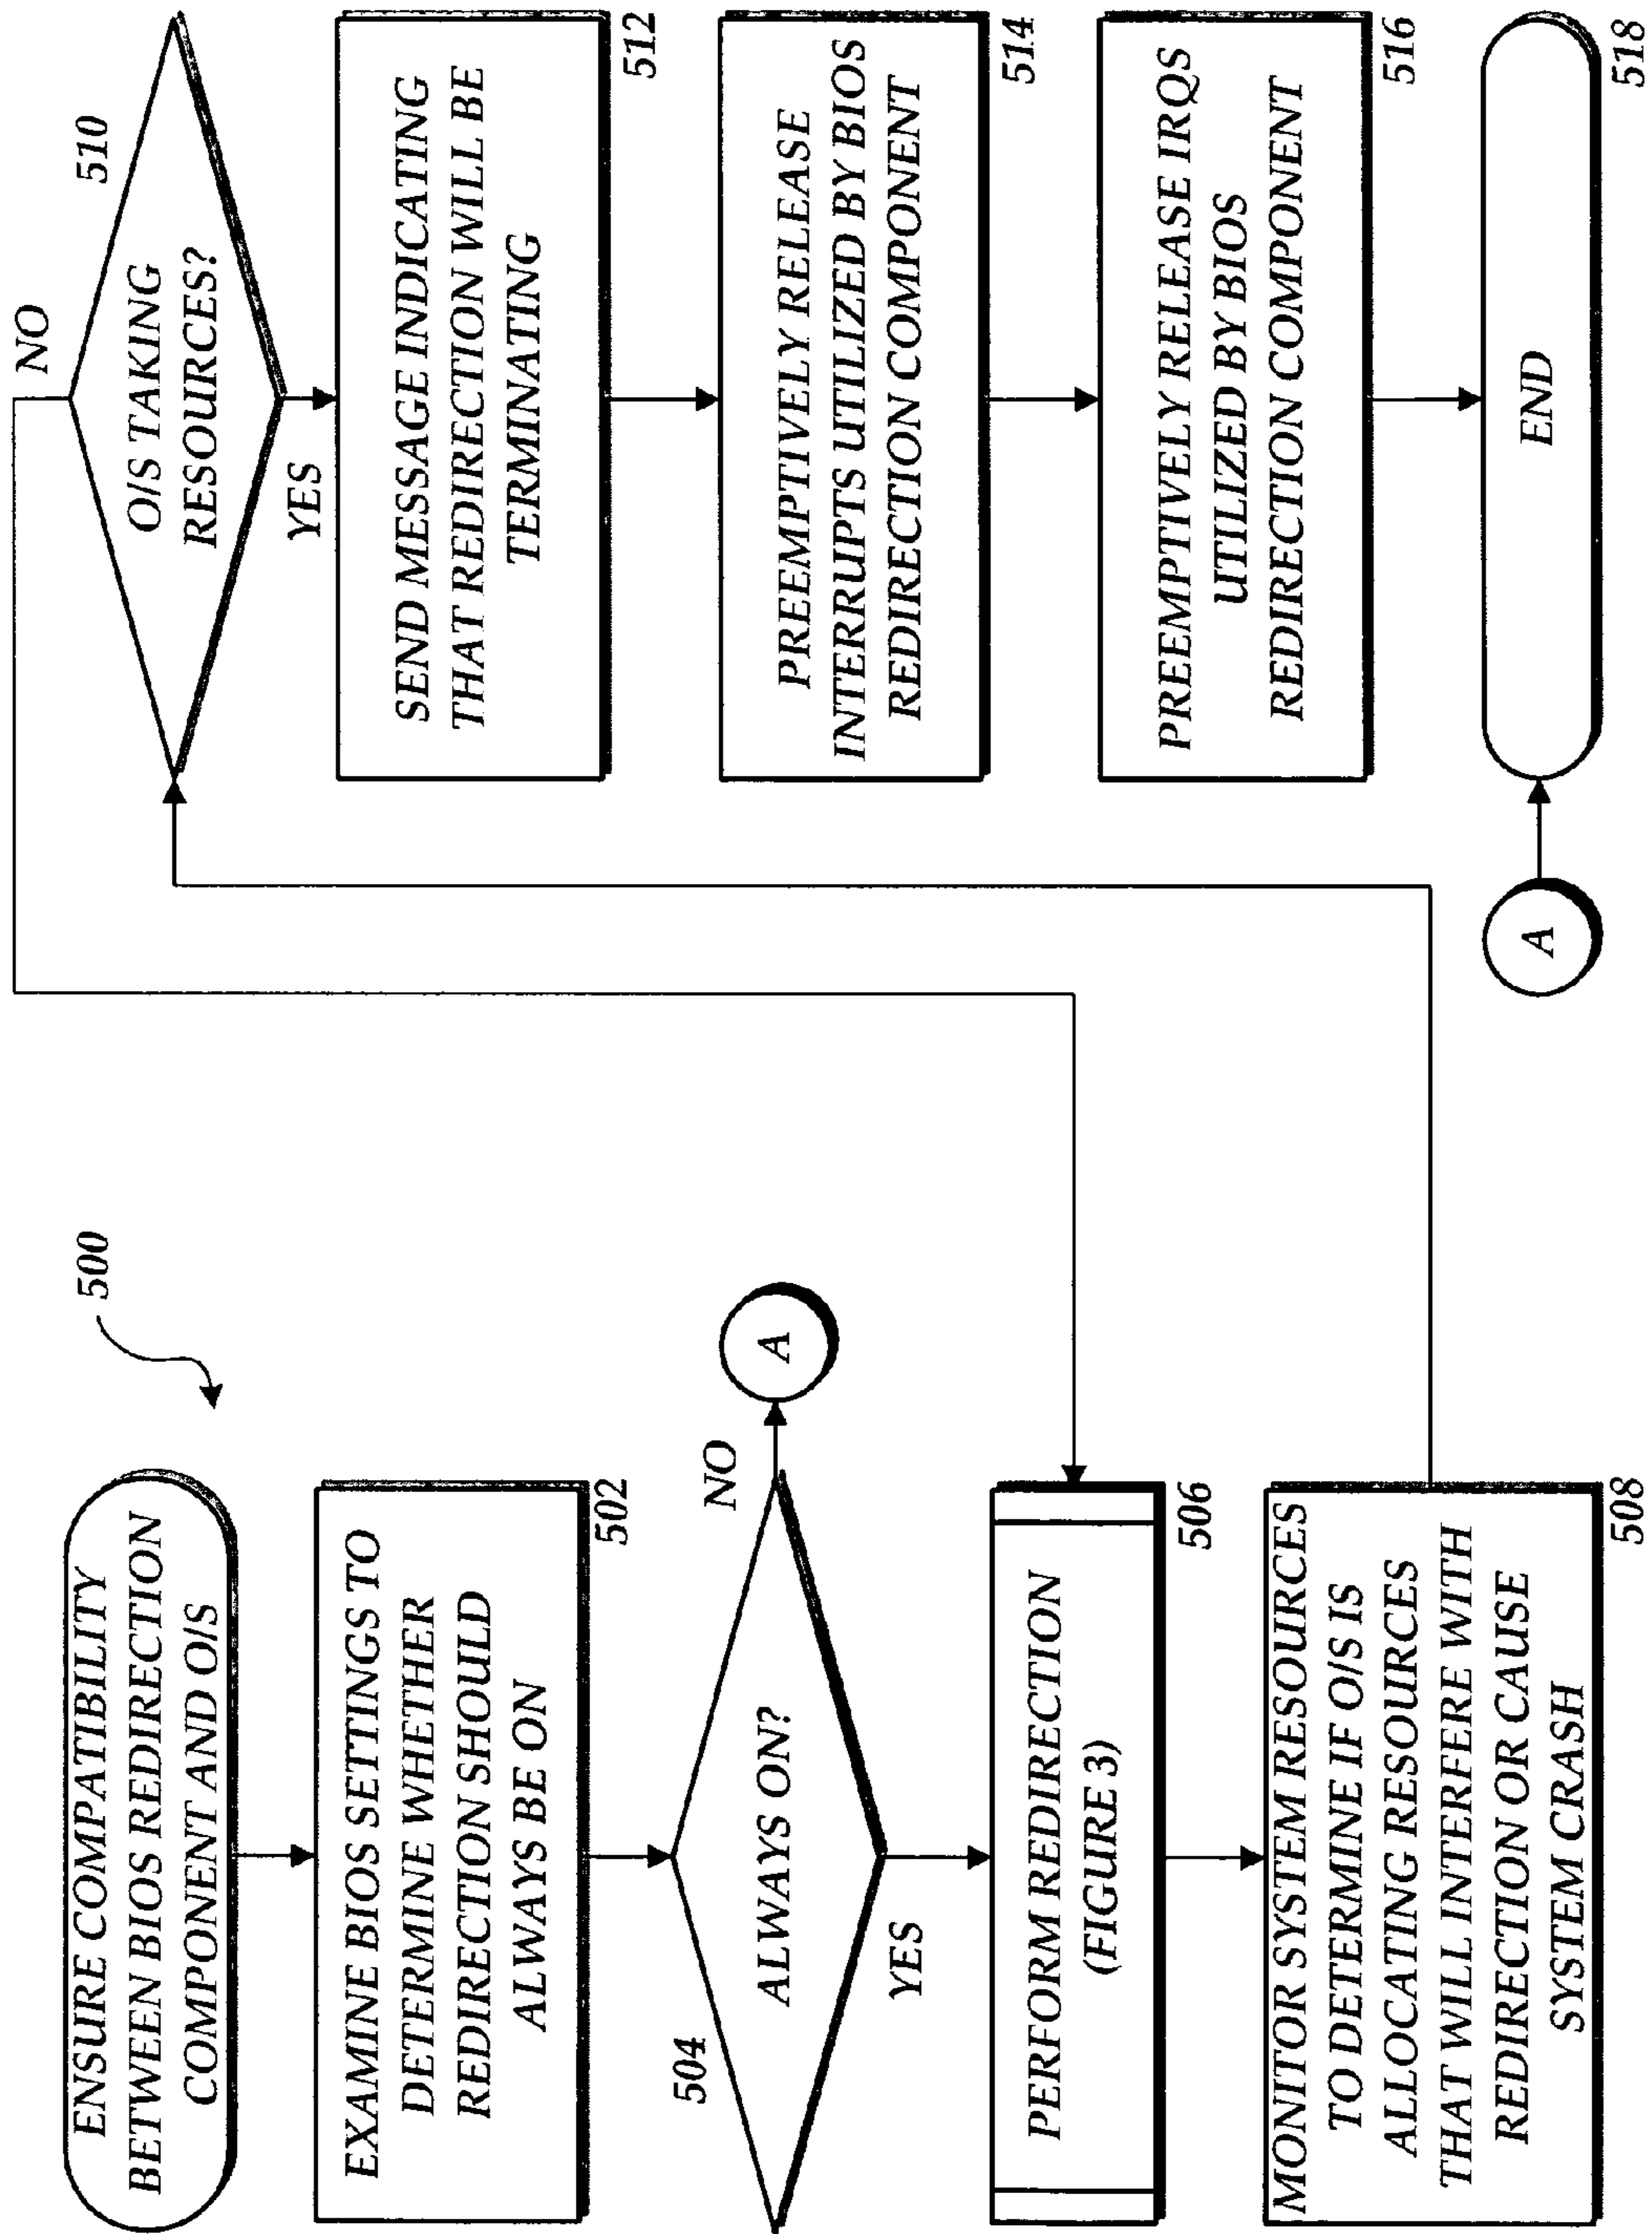 500
ENSURE COMPATIBILITY
BETWEEN BIOS REDIRECTION
COMPONENT AND O/S
EXAMINE BIOS SETTINGS TO
DETERMINE WHETHER
REDIRECTION SHOULD
ALWAYS BE ON
502
504
ALWAYS ON?
NO
A
YES
PERFORM REDIRECTION
(FIGURE 3)
506
MONITOR SYSTEM RESOURCES
TO DETERMINE IF O/S IS
ALLOCATING RESOURCES
THAT WILL INTERFERE WITH
REDIRECTION OR CAUSE
SYSTEM CRASH
508
NO
510
O/S TAKING
RESOURCES?
YES
SEND MESSAGE INDICATING
THAT REDIRECTION WILL BE
TERMINATING
512
PREEMPTIVELY RELEASE
INTERRUPTS UTILIZED BY BIOS
REDIRECTION COMPONENT
514
PREEMPTIVELY RELEASE IRQS
UTILIZED BY BIOS
REDIRECTION COMPONENT
516
A
END
518